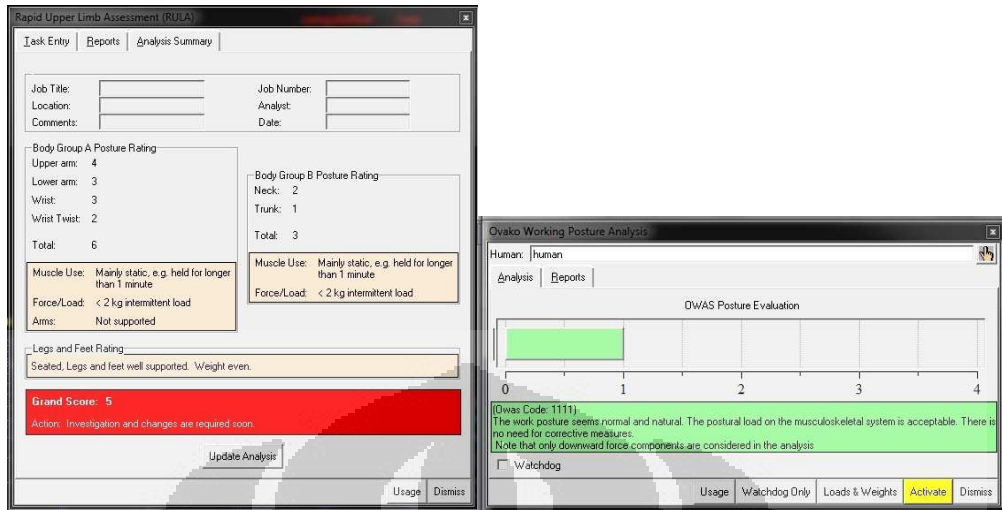 Rapid Upper Limb Assessment (RULA)
Task Entry
Reports
Analysis Summary
Job Title:
Job Number:
Location:
Analyst:
Comments:
Date:
Body Group A Posture Rating
Upper arm: 4
Lower arm: 3
Wrist: 3
Wrist Twist: 2
Total: 6
Muscle Use: Mainly static, e.g. held for longer
than 1 minute
Force/Load: < 2 kg intermittent load
Arms: Not supported
Body Group B Posture Rating
Neck: 2
Trunk: 1
Total: 3
Muscle Use: Mainly static, e.g. held for longer
than 1 minute
Force/Load: < 2 kg intermittent load
Legs and Feet Rating
Seated, Legs and feet well supported. Weight even.
Grand Score: 5
Action: Investigation and changes are required soon.
Update Analysis
Usage
Dismiss
Ovako Working Posture Analysis
Human: human
Analysis
Reports
OWAS Posture Evaluation
0 1 2 3 4
(Owas Code: 1111)
The work posture seems normal and natural. The postural load on the musculoskeletal system is acceptable. There is
no need for corrective measures.
Note that only downward force components are considered in the analysis
Watchdog
Usage
Watchdog Only
Loads & Weights
Activate
Dismiss